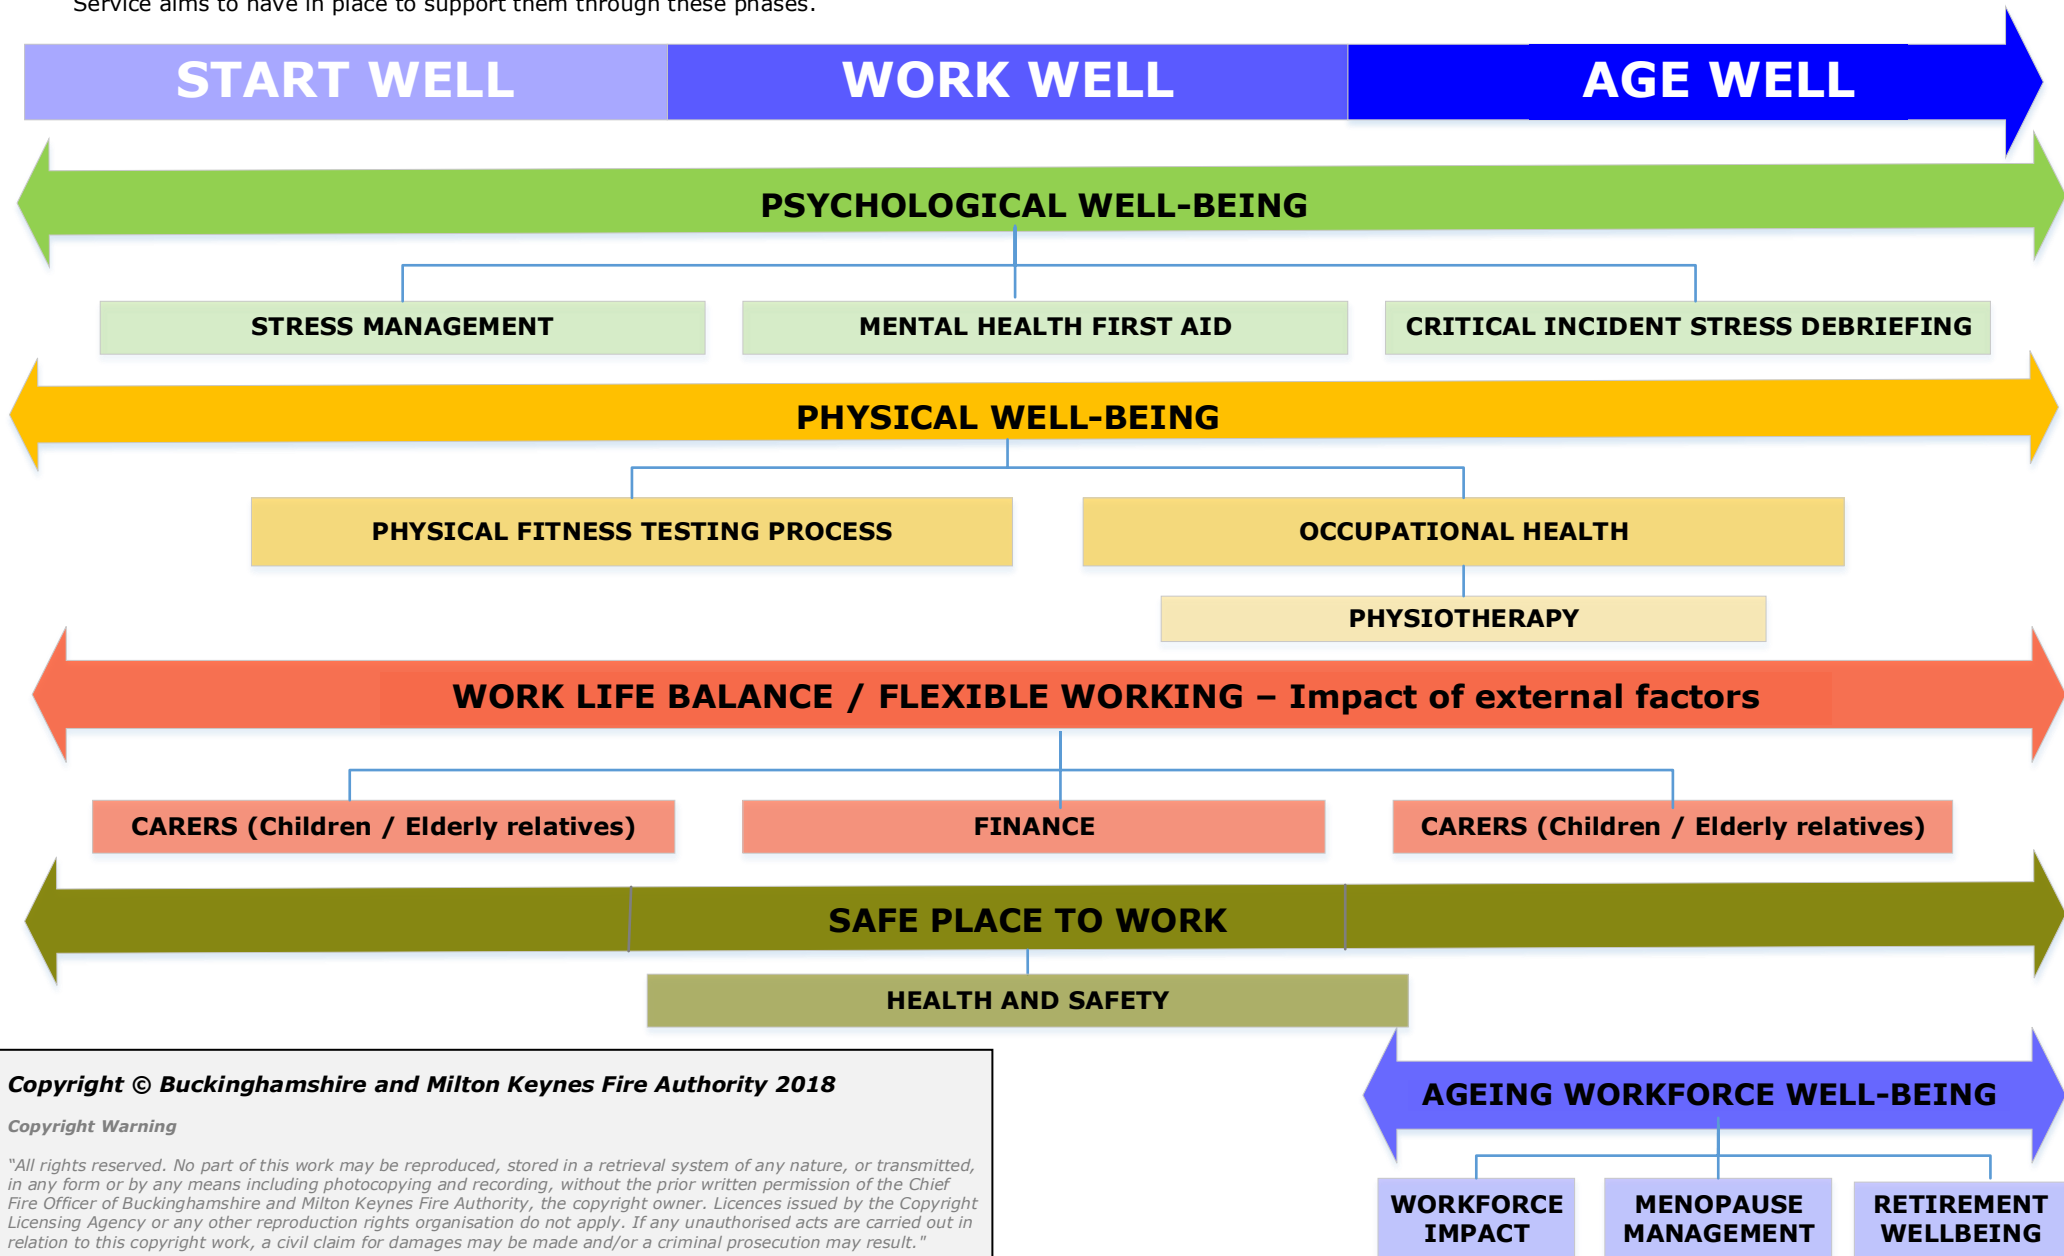 Service aims to have in place to support them through these phases.
START WELL
WORK WELL
AGE WELL
PSYCHOLOGICAL WELL-BEING
STRESS MANAGEMENT
MENTAL HEALTH FIRST AID
CRITICAL INCIDENT STRESS DEBRIEFING
PHYSICAL WELL-BEING
PHYSICAL FITNESS TESTING PROCESS
OCCUPATIONAL HEALTH
PHYSIOTHERAPY
WORK LIFE BALANCE / FLEXIBLE WORKING – Impact of external factors
CARERS (Children / Elderly relatives)
FINANCE
CARERS (Children / Elderly relatives)
SAFE PLACE TO WORK
HEALTH AND SAFETY
AGEING WORKFORCE WELL-BEING
WORKFORCE
IMPACT
MENOPAUSE
MANAGEMENT
RETIREMENT
WELLBEING
Copyright © Buckinghamshire and Milton Keynes Fire Authority 2018
Copyright Warning
"All rights reserved. No part of this work may be reproduced, stored in a retrieval system of any nature, or transmitted,
in any form or by any means including photocopying and recording, without the prior written permission of the Chief
Fire Officer of Buckinghamshire and Milton Keynes Fire Authority, the copyright owner. Licences issued by the Copyright
Licensing Agency or any other reproduction rights organisation do not apply. If any unauthorised acts are carried out in
relation to this copyright work, a civil claim for damages may be made and/or a criminal prosecution may result."